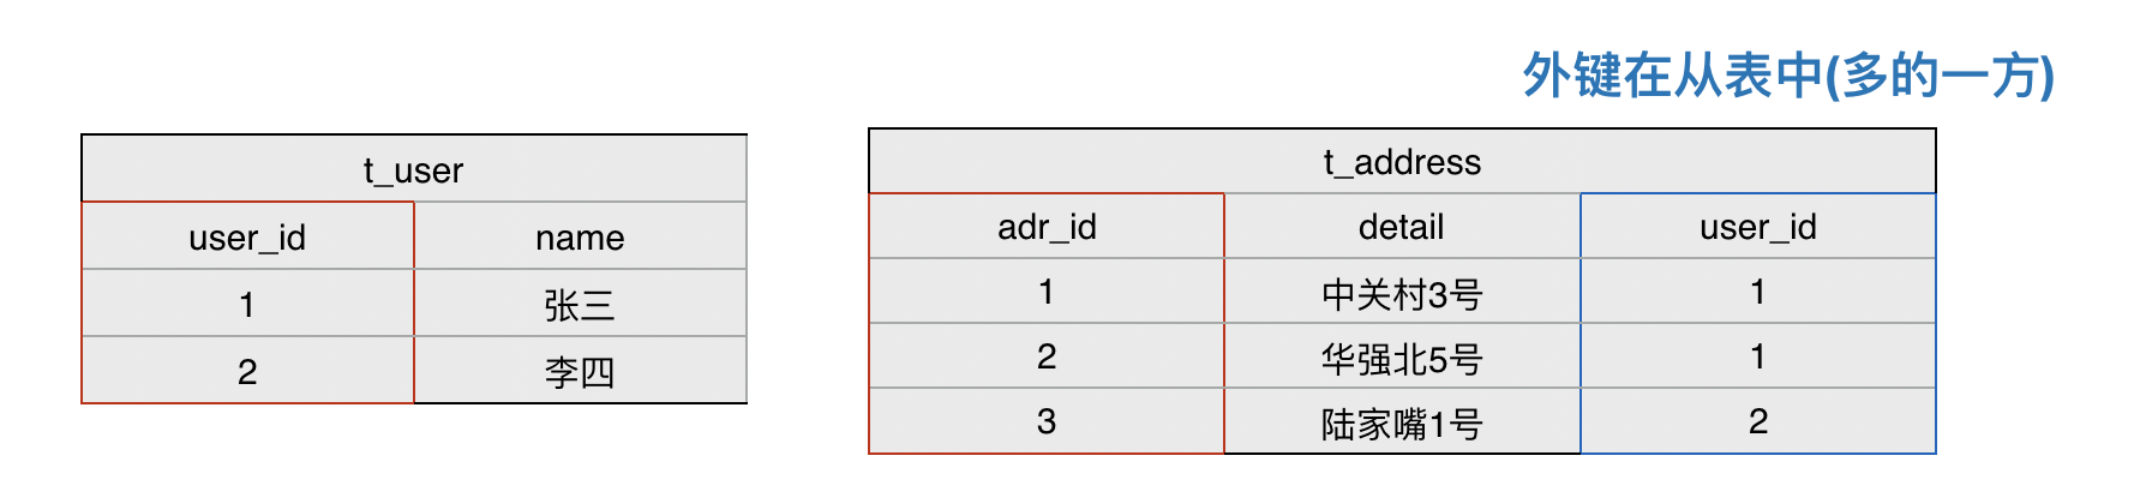 外键在从表中(多的一方)
t_user
user_id name
1 张三
2 李四
t_address
adr_id detail user_id
1 中关村3号 1
2 华强北5号 1
3 陆家嘴1号 2